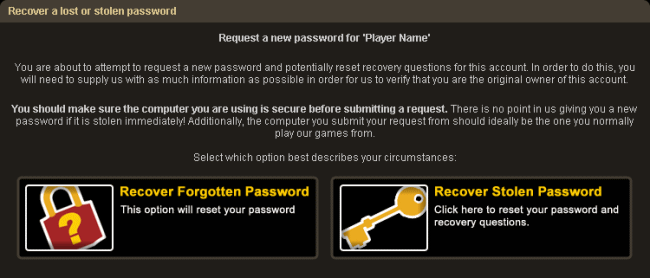 Recover a lost or stolen password
Request a new password for 'Player Name'
You are about to attempt to request a new password and potentially reset recovery questions for this account. In order to do this, you
will need to supply us with as much information as possible in order for us to verify that you are the original owner of this account.
You should make sure the computer you are using is secure before submitting a request. There is no point in us giving you a new
password if it is stolen immediately! Additionally, the computer you submit your request from should ideally be the one you normally
play our games from.
Select which option best describes your circumstances:
?
Recover Forgotten Password
This option will reset your password
Recover Stolen Password
Click here to reset your password and
recovery questions.